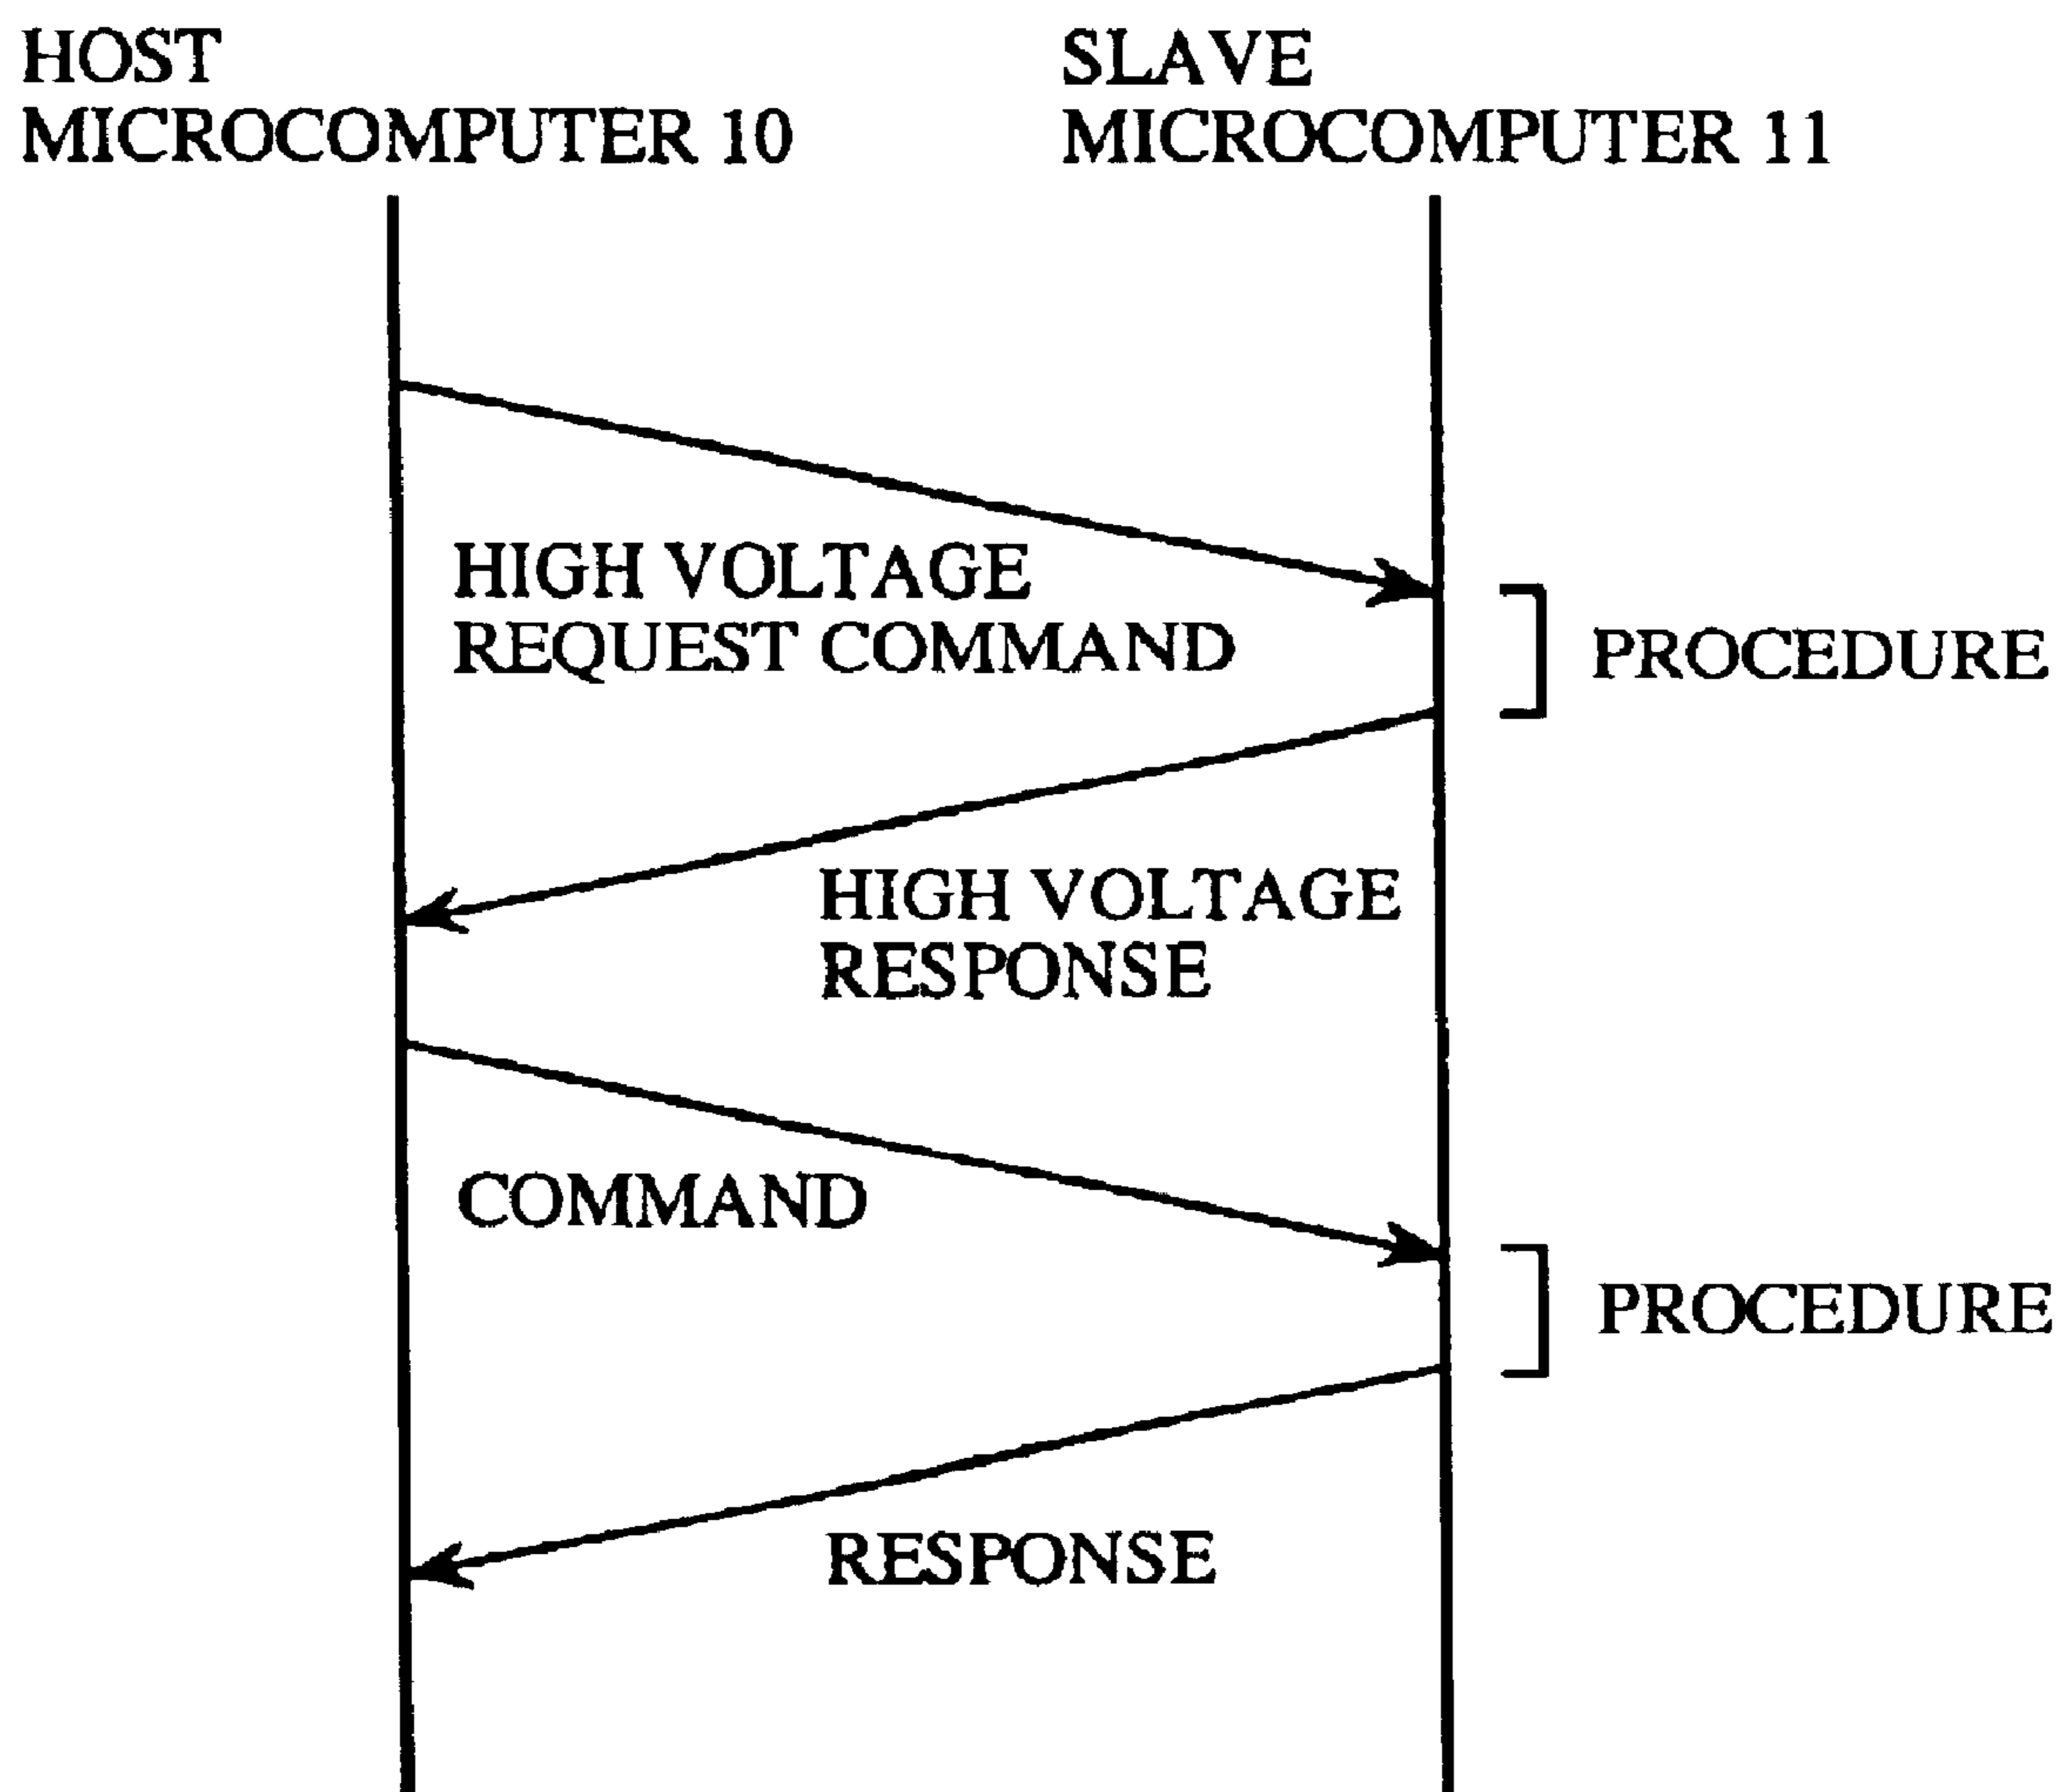 HOST
MICROCOMPUTER 10
SLAVE
MICROCOMPUTER 11
HIGH VOLTAGE
REQUEST COMMAND
PROCEDURE
HIGH VOLTAGE
RESPONSE
COMMAND
PROCEDURE
RESPONSE